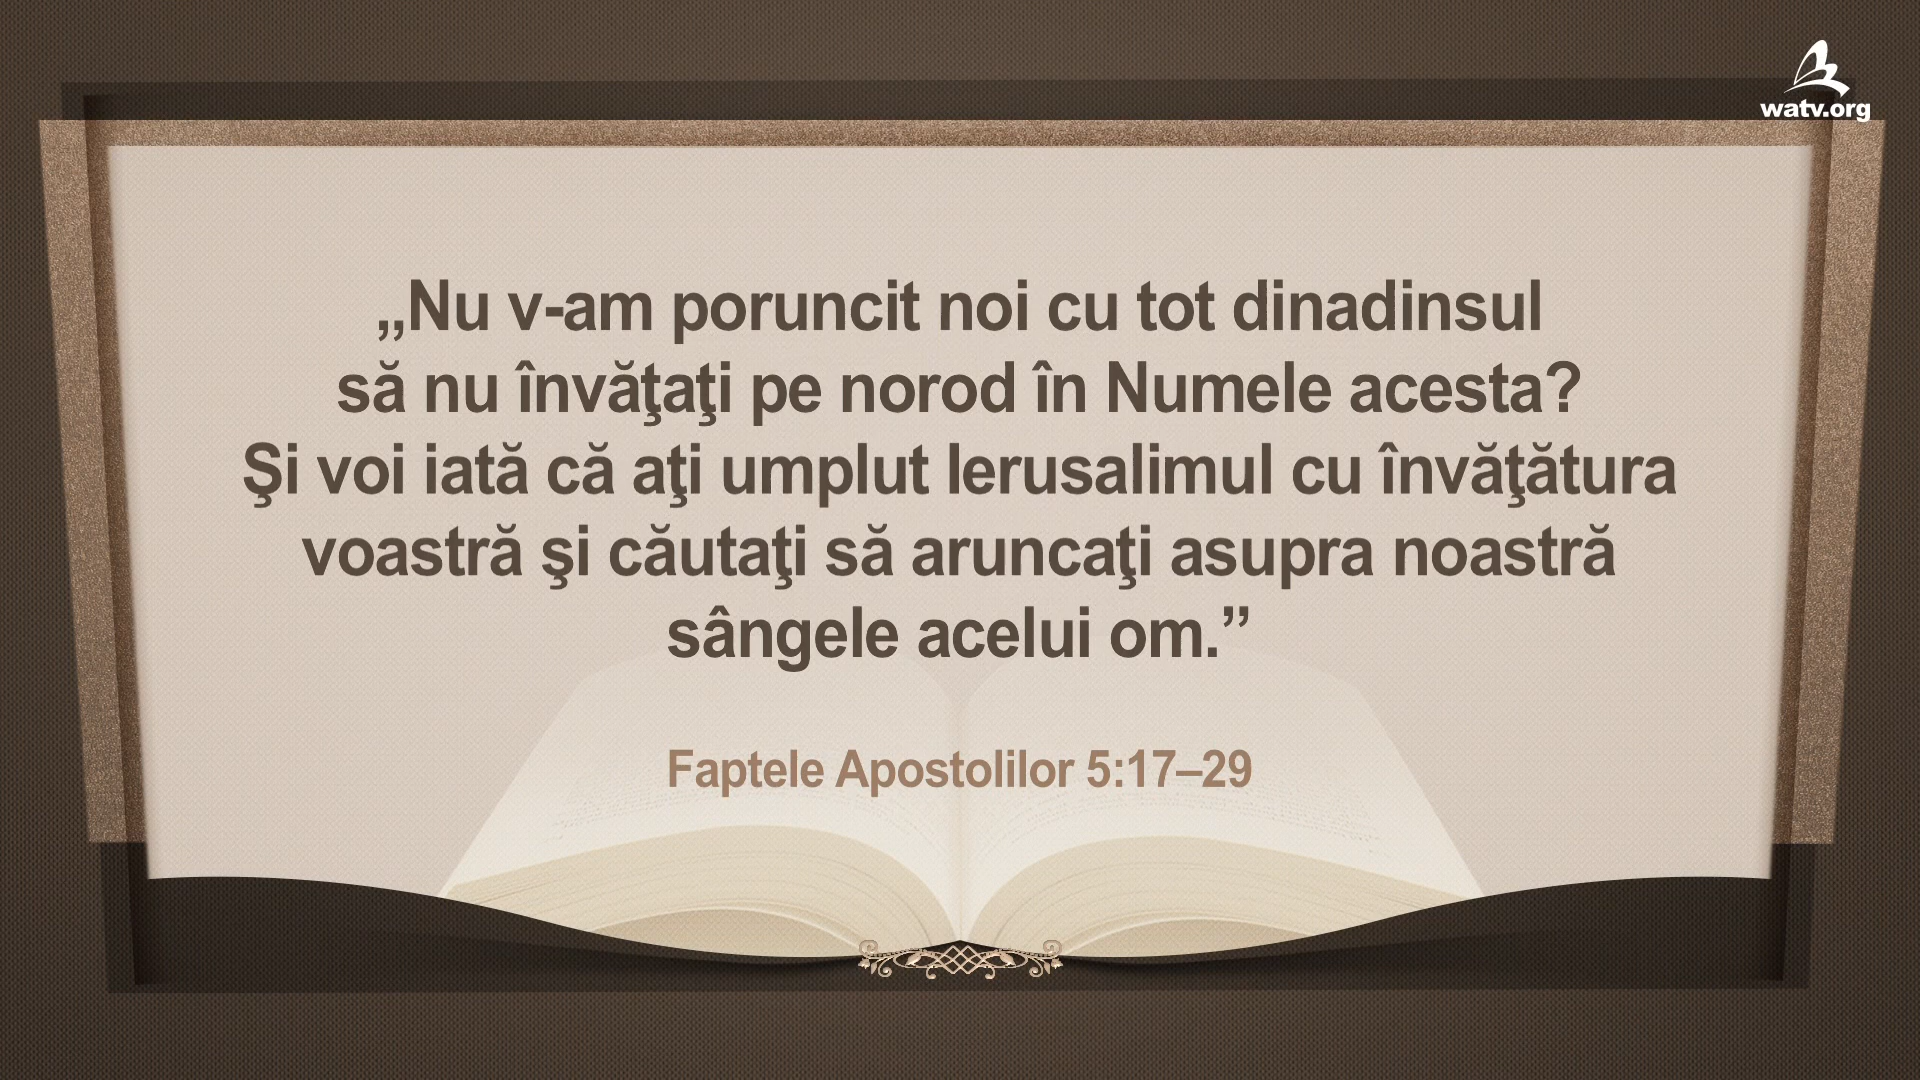 watv.org
„Nu v-am poruncit noi cu tot dinadinsul
să nu învăţaţi pe norod în Numele acesta?
Şi voi iată că aţi umplut Ierusalimul cu învăţătura
voastră şi căutaţi să aruncaţi asupra noastră
sângele acelui om.”
Faptele Apostolilor 5:17–29